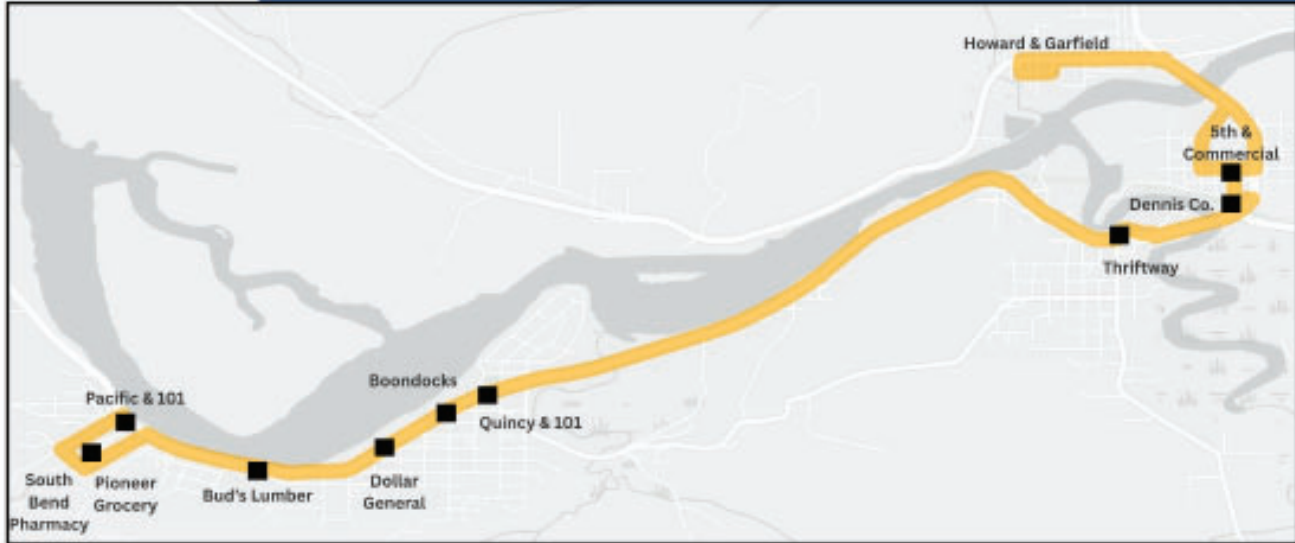 Howard & Garfield
5th &
Commercial
Dennis Co.
Thriftway
Boondocks
Quincy & 101
Pacific & 101
South
Bend
Pharmacy
Pioneer
Grocery
Bud's Lumber
Dollar
General